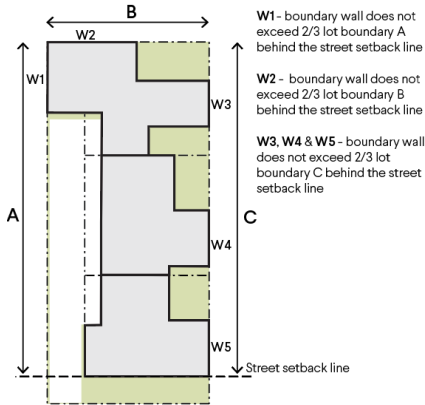 B
W2
W1
W3
A
C
W4
W5
Street setback line
W1- boundary wall does not
exceed 2/3 lot boundary A
behind the street setback line
W2 - boundary wall does not
exceed 2/3 lot boundary B
behind the street setback line
W3, W4 & W5 - boundary wall
does not exceed 2/3 lot
boundary C behind the street
setback line